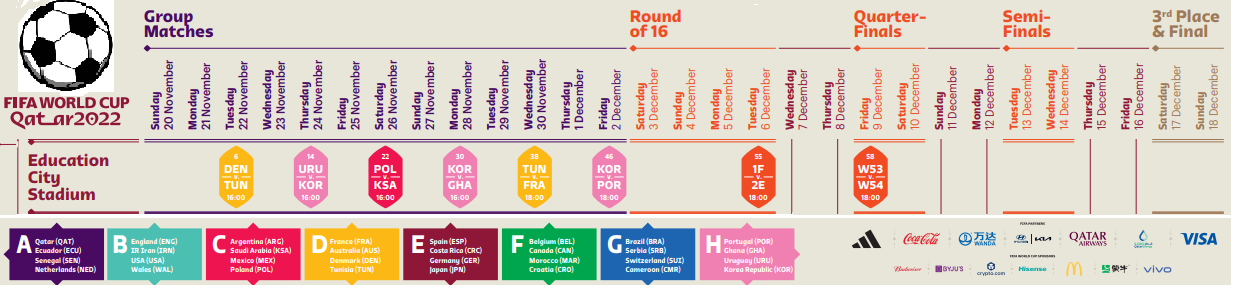 Group
Matches
Round
of 16
Quarter-
Finals
Semi-
Finals
3rd Place
& Final
FIFA WORLD CUP
Qatar2022
Sunday
20 November
Monday
21 November
Tuesday
22 November
Wednesday
23 November
Thursday
24 November
Friday
25 November
Saturday
26 November
Sunday
27 November
Monday
28 November
Tuesday
29 November
Wednesday
30 November
Thursday
1 December
Friday
2 December
Saturday
3 December
Sunday
4 December
Monday
5 December
Tuesday
6 December
Wednesday
7 December
Thursday
8 December
Friday
9 December
Saturday
10 December
Sunday
11 December
Monday
12 December
Tuesday
13 December
Wednesday
14 December
Thursday
15 December
Friday
16 December
Saturday
17 December
Sunday
18 December
Education
City
Stadium
6
DEN
v.
TUN
16:00
14
URU
v.
KOR
16:00
22
POL
v.
KSA
16:00
30
KOR
v.
GHA
16:00
38
TUN
v.
FRA
18:00
46
KOR
v.
POR
18:00
55
1F
v.
2E
18:00
58
W53
v.
W54
18:00
A
Qatar (QAT)
Ecuador (ECU)
Senegal (SEN)
Netherlands (NED)
B
England (ENG)
IR Iran (IRN)
USA (USA)
Wales (WAL)
C
Argentina (ARG)
Saudi Arabia (KSA)
Mexico (MEX)
Poland (POL)
D
France (FRA)
Australia (AUS)
Denmark (DEN)
Tunisia (TUN)
E
Spain (ESP)
Costa Rica (CRC)
Germany (GER)
Japan (JPN)
F
Belgium (BEL)
Canada (CAN)
Morocco (MAR)
Croatia (CRO)
G
Brazil (BRA)
Serbia (SRB)
Switzerland (SUI)
Cameroon (CMR)
H
Portugal (POR)
Ghana (GHA)
Uruguay (URU)
Korea Republic (KOR)
FIFA PARTNERS
Coca-Cola
万达
WANDA
HYUNDAI
KIA
QATAR
AIRWAYS
VISA
FIFA WORLD CUP SPONSORS
Budweiser
BYJU'S
crypto.com
Hisense
蒙牛
vivo